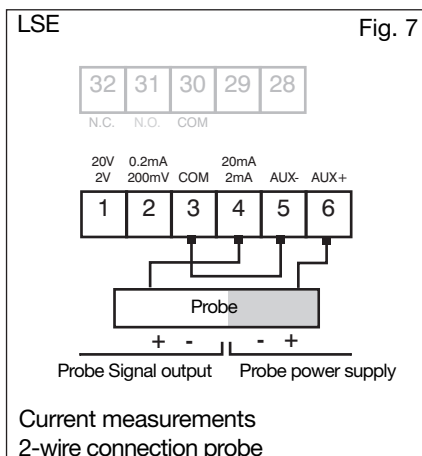 LSE Fig. 7
32 31 30 29 28
N.C. N.O. COM
20V 0.2mA 20mA
2V 200mV COM 2mA AUX- AUX+
1 2 3 4 5 6
Probe
+ - - +
Probe Signal output Probe power supply
Current measurements
2-wire connection probe